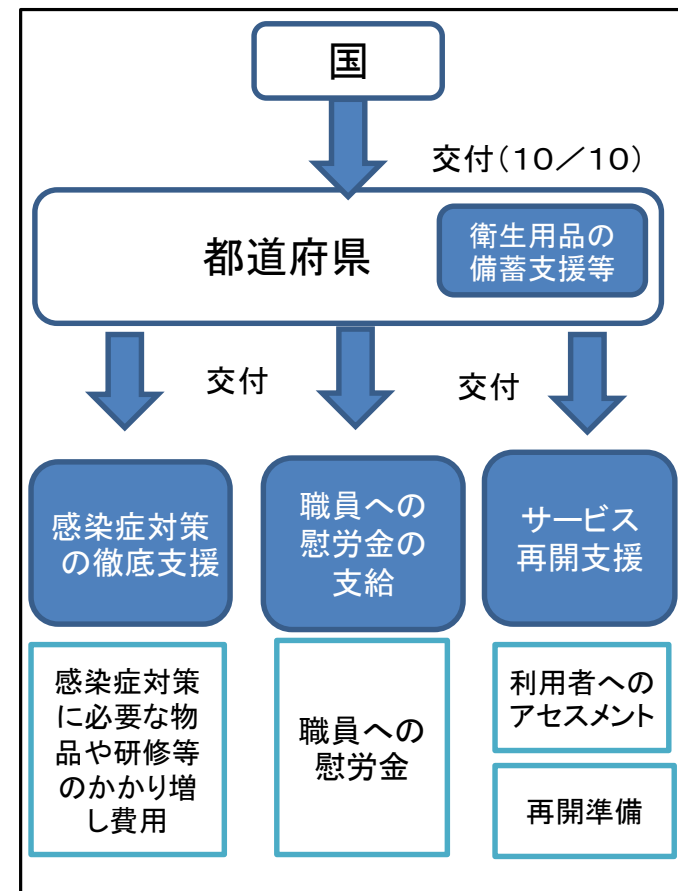 国
交付(10/10)
都道府県
衛生用品の
備蓄支援等
交付
交付
感染症対策
の徹底支援
職員への
慰労金の
支給
サービス
再開支援
感染症対策
に必要な物
品や研修等
のかかり増
し費用
職員への
慰労金
利用者への
アセスメント
再開準備